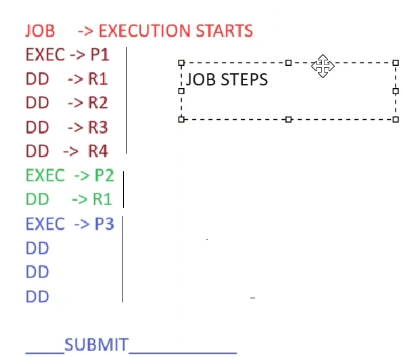 JOB -> EXECUTION STARTS
EXEC -> P1
JOB STEPS
DD -> R1
DD -> R2
DD -> R3
DD -> R4
EXEC -> P2
DD -> R1
EXEC -> P3
DD
DD
DD
____SUBMIT___________